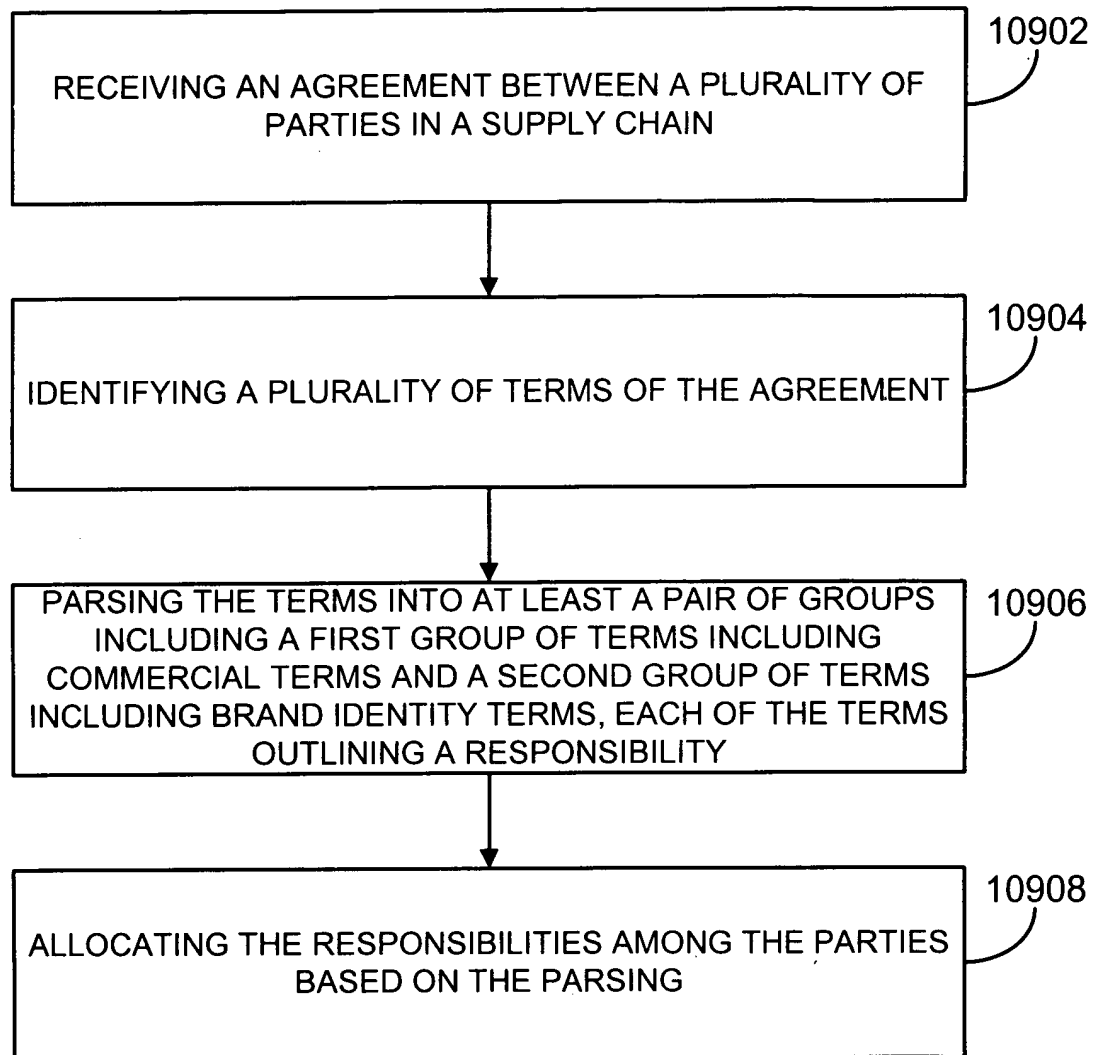 10902
RECEIVING AN AGREEMENT BETWEEN A PLURALITY OF
PARTIES IN A SUPPLY CHAIN
10904
IDENTIFYING A PLURALITY OF TERMS OF THE AGREEMENT
10906
PARSING THE TERMS INTO AT LEAST A PAIR OF GROUPS
INCLUDING A FIRST GROUP OF TERMS INCLUDING
COMMERCIAL TERMS AND A SECOND GROUP OF TERMS
INCLUDING BRAND IDENTITY TERMS, EACH OF THE TERMS
OUTLINING A RESPONSIBILITY
10908
ALLOCATING THE RESPONSIBILITIES AMONG THE PARTIES
BASED ON THE PARSING